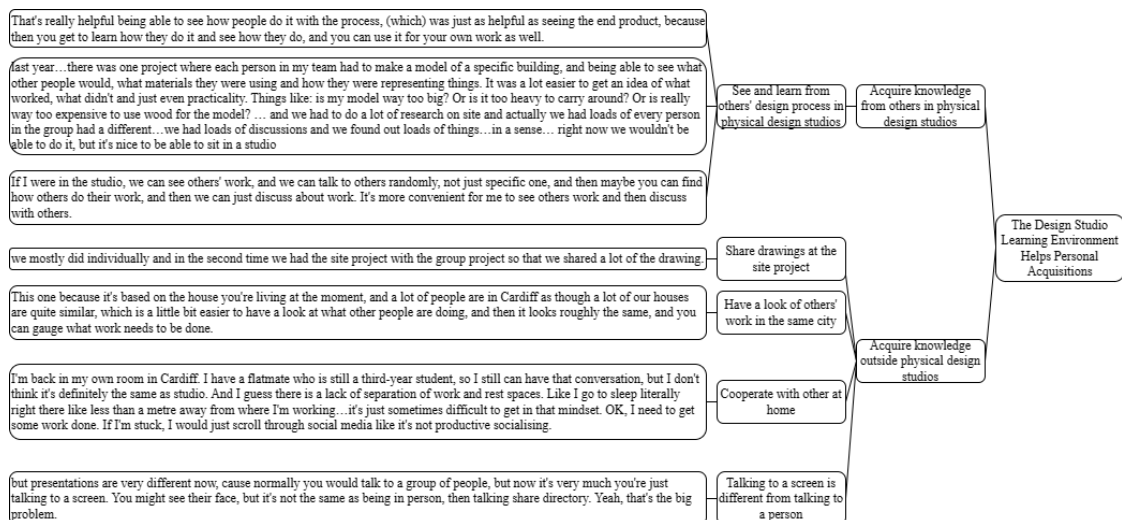 That's really helpful being able to see how people do it with the process, (which) was just as helpful as seeing the end product, because
then you get to learn how they do it and see how they do, and you can use it for your own work as well.
last year…there was one project where each person in my team had to make a model of a specific building, and being able to see what
other people would, what materials they were using and how they were representing things. It was a lot easier to get an idea of what
worked, what didn't and just even practicality. Things like: is my model way too big? Or is it too heavy to carry around? Or is really
way too expensive to use wood for the model? … and we had to do a lot of research on site and actually we had loads of every person
in the group had a different…we had loads of discussions and we found out loads of things…in a sense… right now we wouldn't be
able to do it, but it's nice to be able to sit in a studio
If I were in the studio, we can see others' work, and we can talk to others randomly, not just specific one, and then maybe you can find
how others do their work, and then we can just discuss about work. It's more convenient for me to see others work and then discuss
with others.
See and learn from
others' design process in
physical design studios
Acquire knowledge
from others in physical
design studios
we mostly did individually and in the second time we had the site project with the group project so that we shared a lot of the drawing.
Share drawings at the
site project
This one because it's based on the house you're living at the moment, and a lot of people are in Cardiff as though a lot of our houses
are quite similar, which is a little bit easier to have a look at what other people are doing, and then it looks roughly the same, and you
can gauge what work needs to be done.
Have a look of others'
work in the same city
I'm back in my own room in Cardiff. I have a flatmate who is still a third-year student, so I still can have that conversation, but I don't
think it's definitely the same as studio. And I guess there is a lack of separation of work and rest spaces. Like I go to sleep literally
right there like less than a metre away from where I'm working…it's just sometimes difficult to get in that mindset. OK, I need to get
some work done. If I'm stuck, I would just scroll through social media like it's not productive socialising.
Cooperate with other at
home
but presentations are very different now, cause normally you would talk to a group of people, but now it's very much you're just
talking to a screen. You might see their face, but it's not the same as being in person, then talking share directory. Yeah, that's the big
problem.
Talking to a screen is
different from talking to
a person
Acquire knowledge
outside physical design
studios
The Design Studio
Learning Environment
Helps Personal
Acquisitions